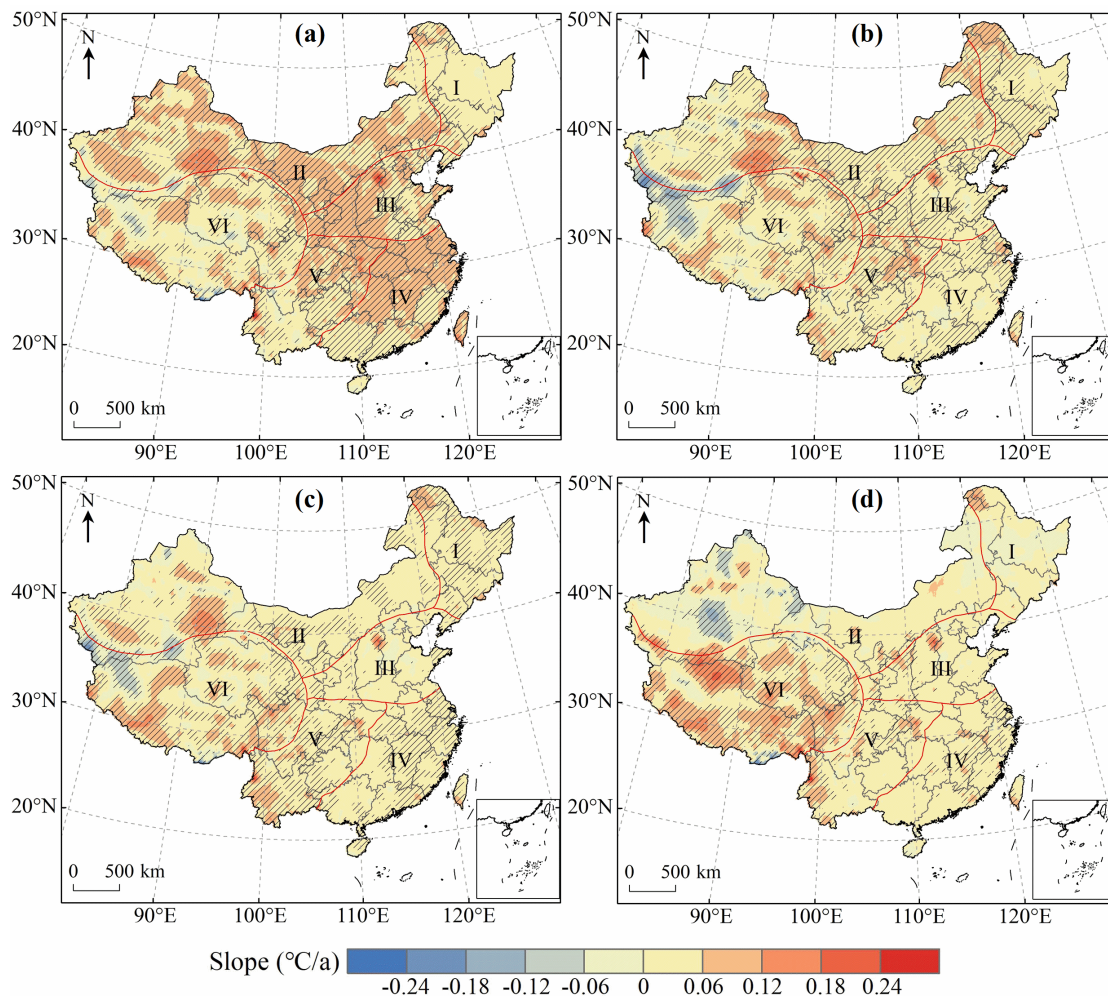 50°N
(a)
N
I
40°N
II
III
VI
30°N
V
IV
20°N
0 500 km
90°E 100°E 110°E 120°E
50°N
(b)
N
I
40°N
II
III
VI
30°N
V
IV
20°N
0 500 km
90°E 100°E 110°E 120°E
50°N
(c)
N
I
40°N
II
III
VI
30°N
V
IV
20°N
0 500 km
90°E 100°E 110°E 120°E
50°N
(d)
N
I
40°N
II
III
VI
30°N
V
IV
20°N
0 500 km
90°E 100°E 110°E 120°E
Slope (°C/a)
-0.24 -0.18 -0.12 -0.06 0 0.06 0.12 0.18 0.24